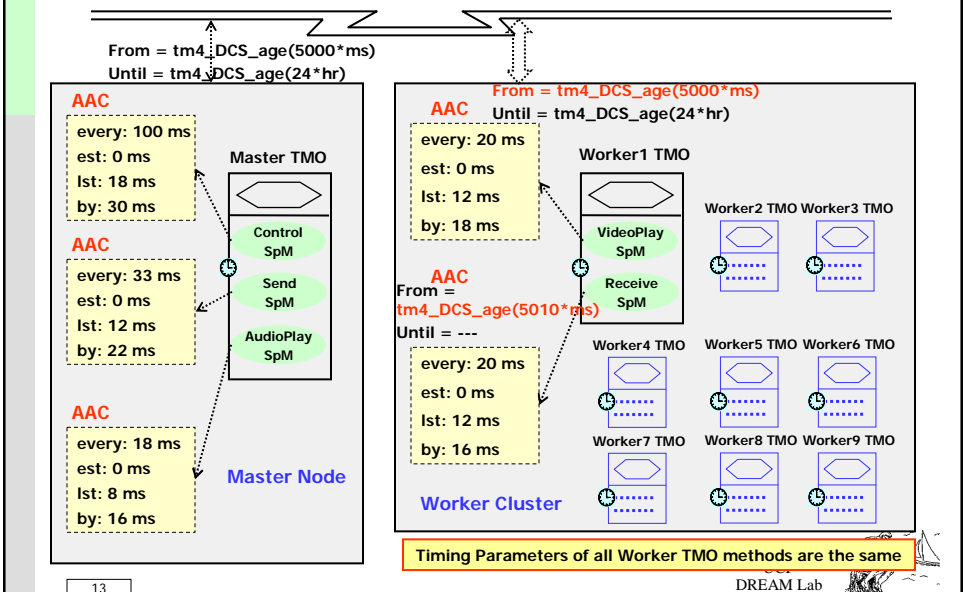 From = tm4_DCS_age(5000*ms)
Until = tm4_DCS_age(24*hr)
AAC
every: 100 ms
est: 0 ms
lst: 18 ms
by: 30 ms
AAC
every: 33 ms
est: 0 ms
lst: 12 ms
by: 22 ms
AAC
every: 18 ms
est: 0 ms
lst: 8 ms
by: 16 ms
Master TMO
Control
SpM
Send
SpM
AudioPlay
SpM
Master Node
From = tm4_DCS_age(5000*ms)
Until = tm4_DCS_age(24*hr)
AAC
every: 20 ms
est: 0 ms
lst: 12 ms
by: 18 ms
AAC
From =
tm4_DCS_age(5010*ms)
Until = ---
every: 20 ms
est: 0 ms
lst: 12 ms
by: 16 ms
Worker1 TMO
VideoPlay
SpM
Receive
SpM
Worker2 TMO Worker3 TMO
Worker4 TMO Worker5 TMO Worker6 TMO
Worker7 TMO Worker8 TMO Worker9 TMO
Worker Cluster
Timing Parameters of all Worker TMO methods are the same
13
DREAM Lab